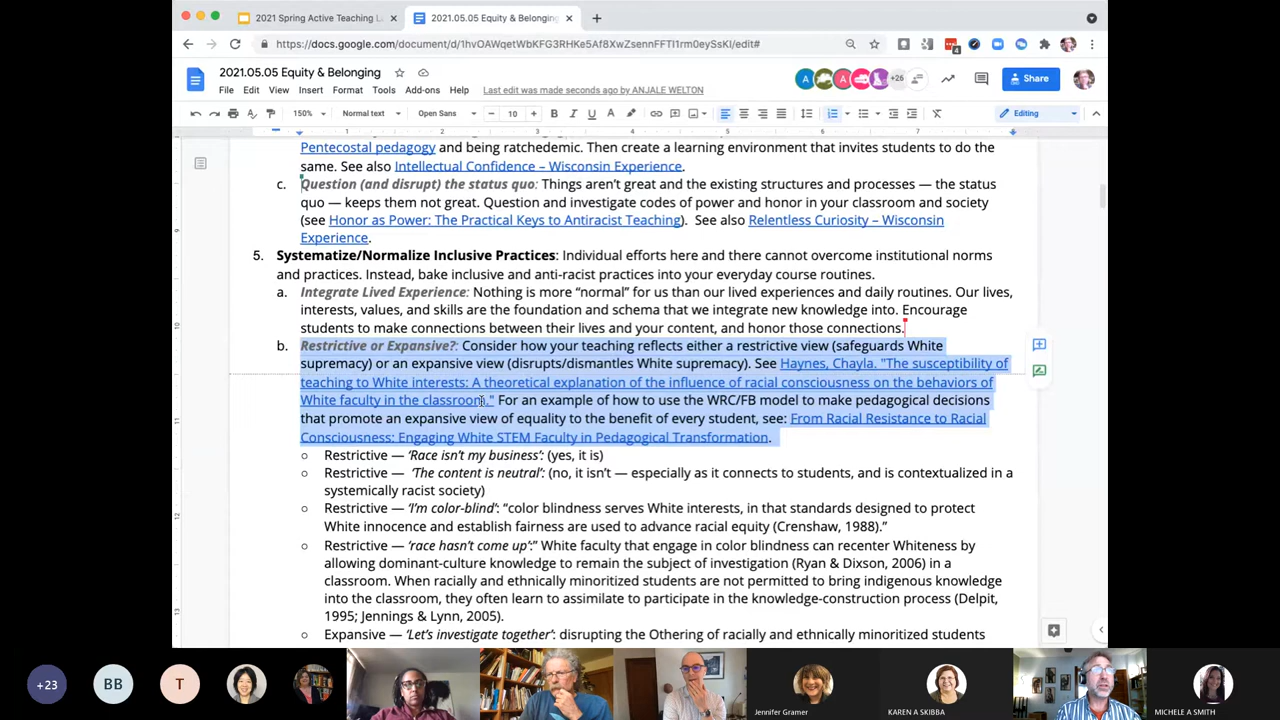 2021 Spring Active Teaching L
2021.05.05 Equity & Belonging
https://docs.google.com/document/d/1hvOAWqetWbKFG3RHKe5Af8XwZsennFFTI1rm0eySsKI/edit#
2021.05.05 Equity & Belonging
+26
Share
File Edit View Insert Format Tools Add-ons Help Last edit was made seconds ago by ANJALE WELTON
150% Normal text Open Sans 10 B I U A Editing
Pentecostal pedagogy and being ratchedemic. Then create a learning environment that invites students to do the
same. See also Intellectual Confidence – Wisconsin Experience.
c. Question (and disrupt) the status quo: Things aren't great and the existing structures and processes — the status
quo — keeps them not great. Question and investigate codes of power and honor in your classroom and society
(see Honor as Power: The Practical Keys to Antiracist Teaching). See also Relentless Curiosity – Wisconsin
Experience.
5. Systematize/Normalize Inclusive Practices: Individual efforts here and there cannot overcome institutional norms
and practices. Instead, bake inclusive and anti-racist practices into your everyday course routines.
a. Integrate Lived Experience: Nothing is more “normal” for us than our lived experiences and daily routines. Our lives,
interests, values, and skills are the foundation and schema that we integrate new knowledge into. Encourage
students to make connections between their lives and your content, and honor those connections.
b. Restrictive or Expansive?: Consider how your teaching reflects either a restrictive view (safeguards White
supremacy) or an expansive view (disrupts/dismantles White supremacy). See Haynes, Chayla. "The susceptibility of
teaching to White interests: A theoretical explanation of the influence of racial consciousness on the behaviors of
White faculty in the classroom." For an example of how to use the WRC/FB model to make pedagogical decisions
that promote an expansive view of equality to the benefit of every student, see: From Racial Resistance to Racial
Consciousness: Engaging White STEM Faculty in Pedagogical Transformation.
○ Restrictive — ‘Race isn’t my business’: (yes, it is)
○ Restrictive — ‘The content is neutral’: (no, it isn’t — especially as it connects to students, and is contextualized in a
systemically racist society)
○ Restrictive — ‘I’m color-blind’: “color blindness serves White interests, in that standards designed to protect
White innocence and establish fairness are used to advance racial equity (Crenshaw, 1988).”
○ Restrictive — ‘race hasn’t come up’:” White faculty that engage in color blindness can recenter Whiteness by
allowing dominant-culture knowledge to remain the subject of investigation (Ryan & Dixson, 2006) in a
classroom. When racially and ethnically minoritized students are not permitted to bring indigenous knowledge
into the classroom, they often learn to assimilate to participate in the knowledge-construction process (Delpit,
1995; Jennings & Lynn, 2005).
○ Expansive — ‘Let’s investigate together’: disrupting the Othering of racially and ethnically minoritized students
+23 BB T
Jennifer Gramer
KAREN A SKIBBA
MICHELE A SMITH